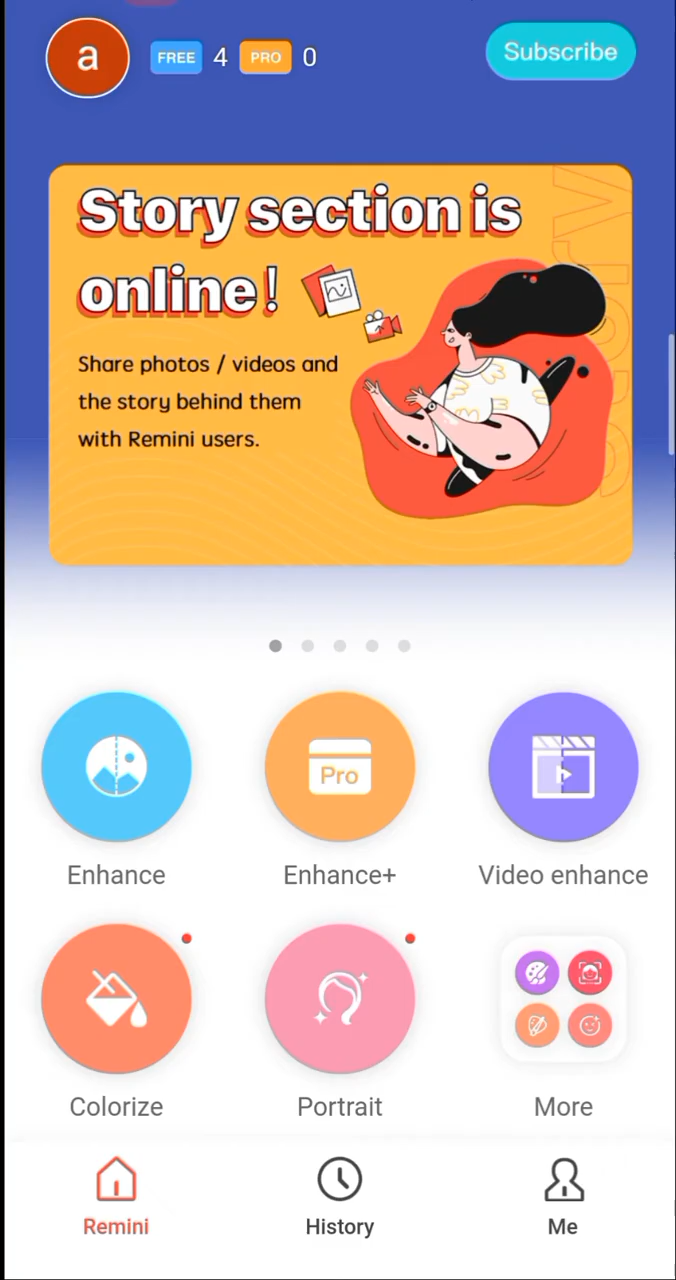 a FREE 4 PRO 0 Subscribe
Story section is
online!
Share photos / videos and
the story behind them
with Remini users.
Story
Pro
Enhance Enhance+ Video enhance
Colorize Portrait More
Remini History Me